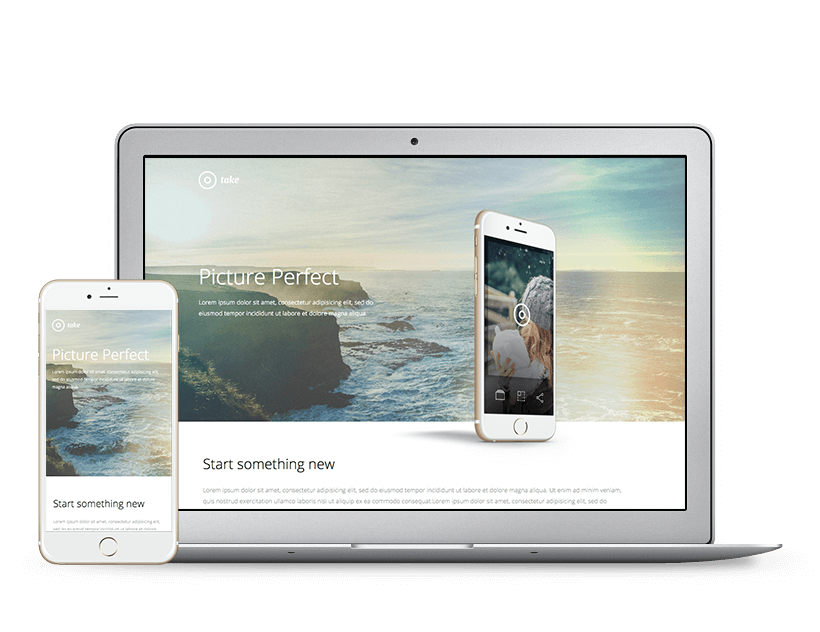 take
Picture Perfect
Lorem ipsum dolor sit amet, consectetur adipisicing elit, sed do
eiusmod tempor incididunt ut labore et dolore magna aliqua
Start something new
Lorem ipsum dolor sit amet, consectetur adipisicing elit, sed do eiusmod tempor incididunt ut labore et dolore magna aliqua. Ut enim ad minim veniam,
quis nostrud exercitation ullamco laboris nisi ut aliquip ex ea commodo consequat.Lorem ipsum dolor sit amet, consectetur adipisicing elit, sed do
take
Picture Perfect
Lorem ipsum dolor sit amet, consectetur adipisicing elit,
sed do eiusmod tempor incididunt ut labore et dolore
magna aliqua
Start something new
Lorem ipsum dolor sit amet, consectetur adipisicing elit,